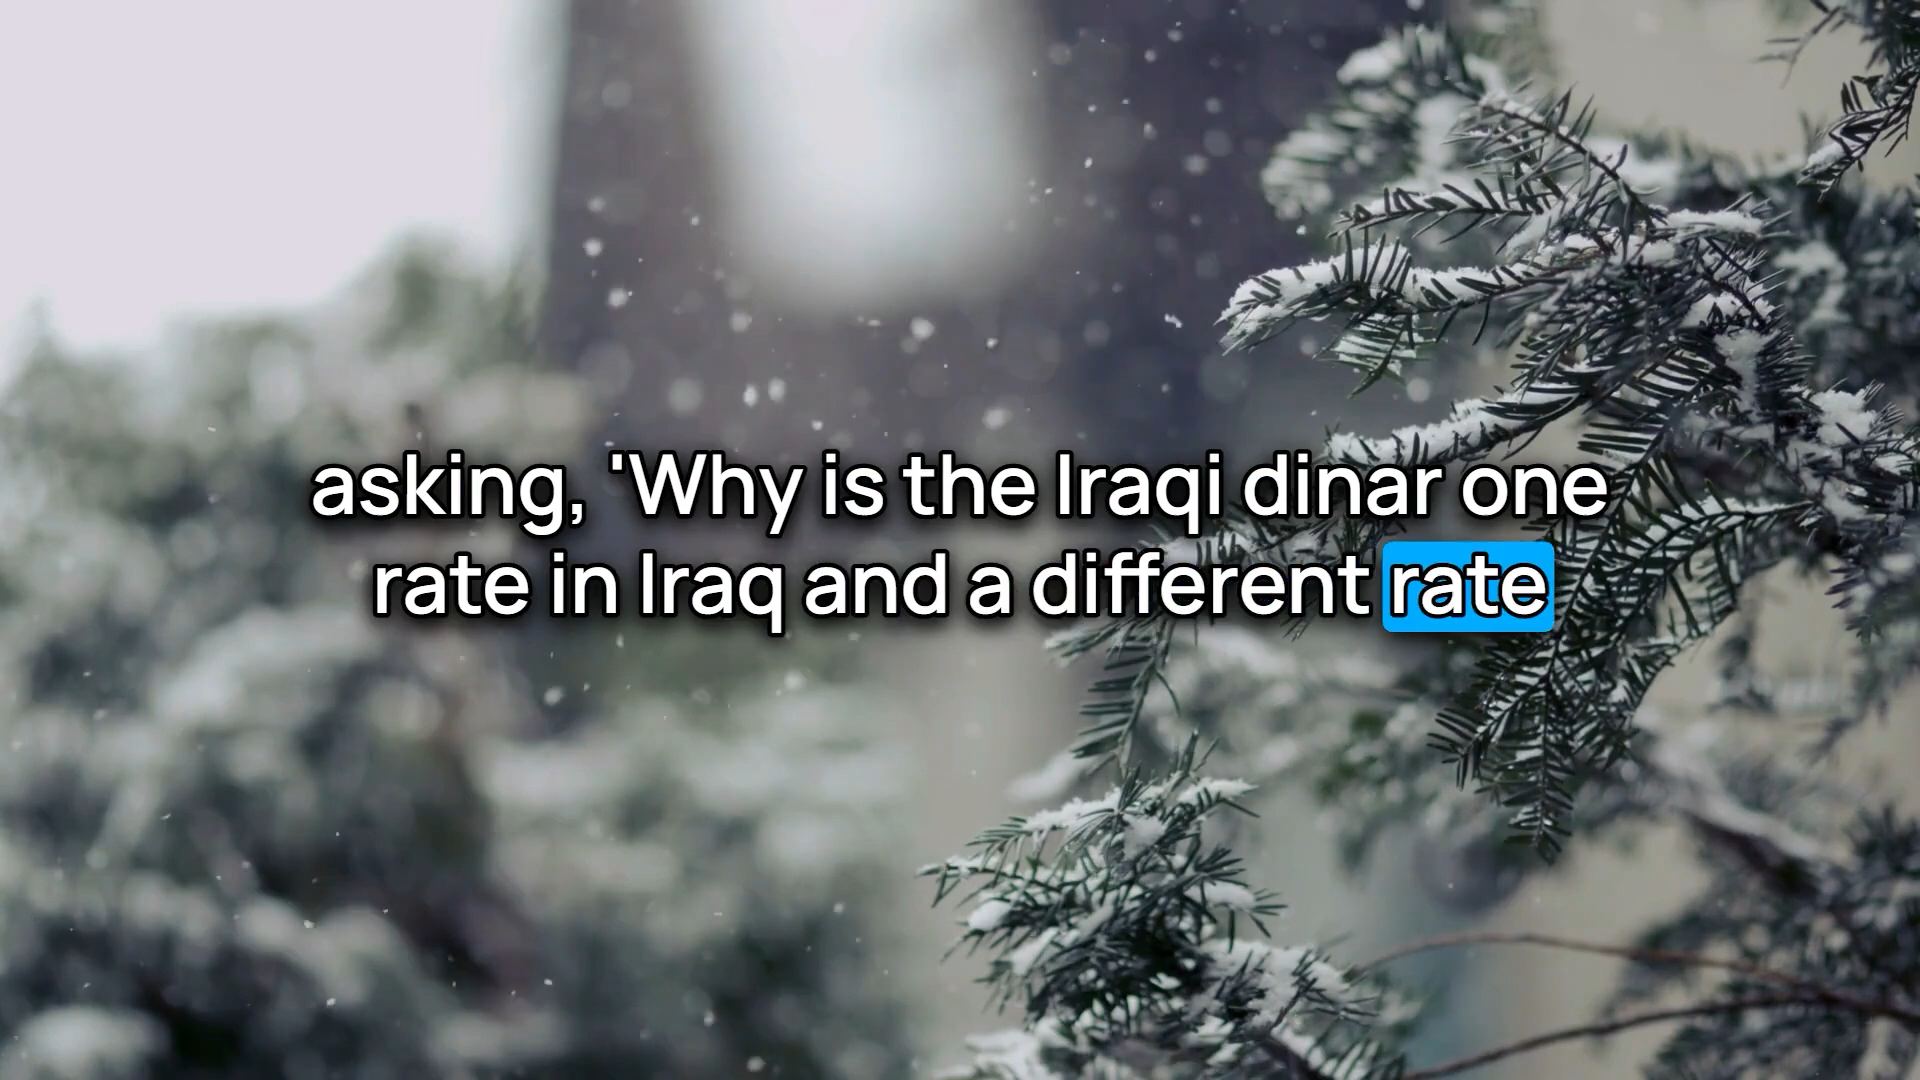 asking, 'Why is the Iraqi dinar one
rate in Iraq and a different rate